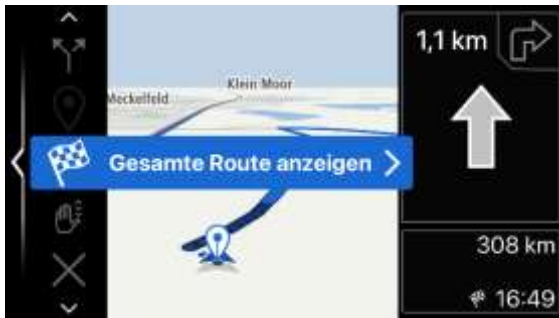 1,1 km
Klein Moor
Meckelfeld
Gesamte Route anzeigen
308 km
16:49